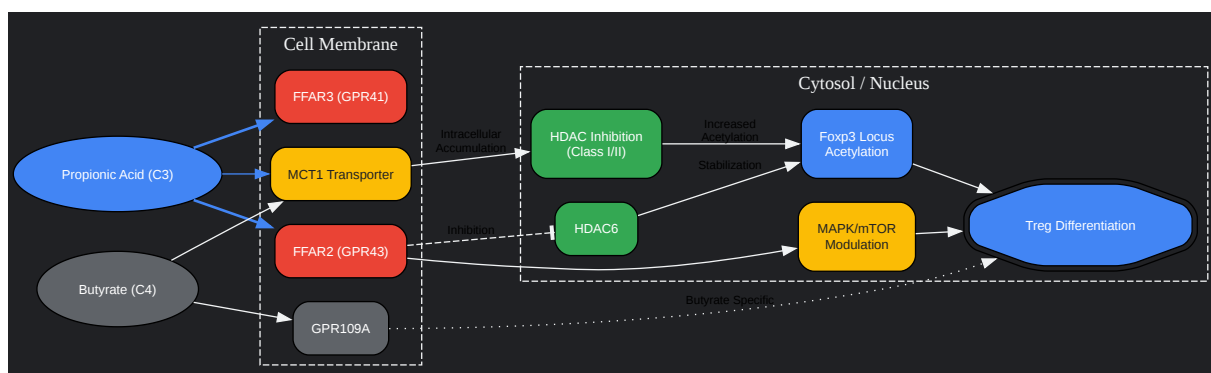 Cell Membrane
Cytosol / Nucleus
FFAR3 (GPR41)
Propionic Acid (C3)
MCT1 Transporter
Intracellular
Accumulation
HDAC Inhibition
(Class I/II)
Increased
Acetylation
Foxp3 Locus
Acetylation
Stabilization
FFAR2 (GPR43)
Inhibition
HDAC6
MAPK/mTOR
Modulation
Treg Differentiation
Butyrate (C4)
GPR109A
Butyrate Specific